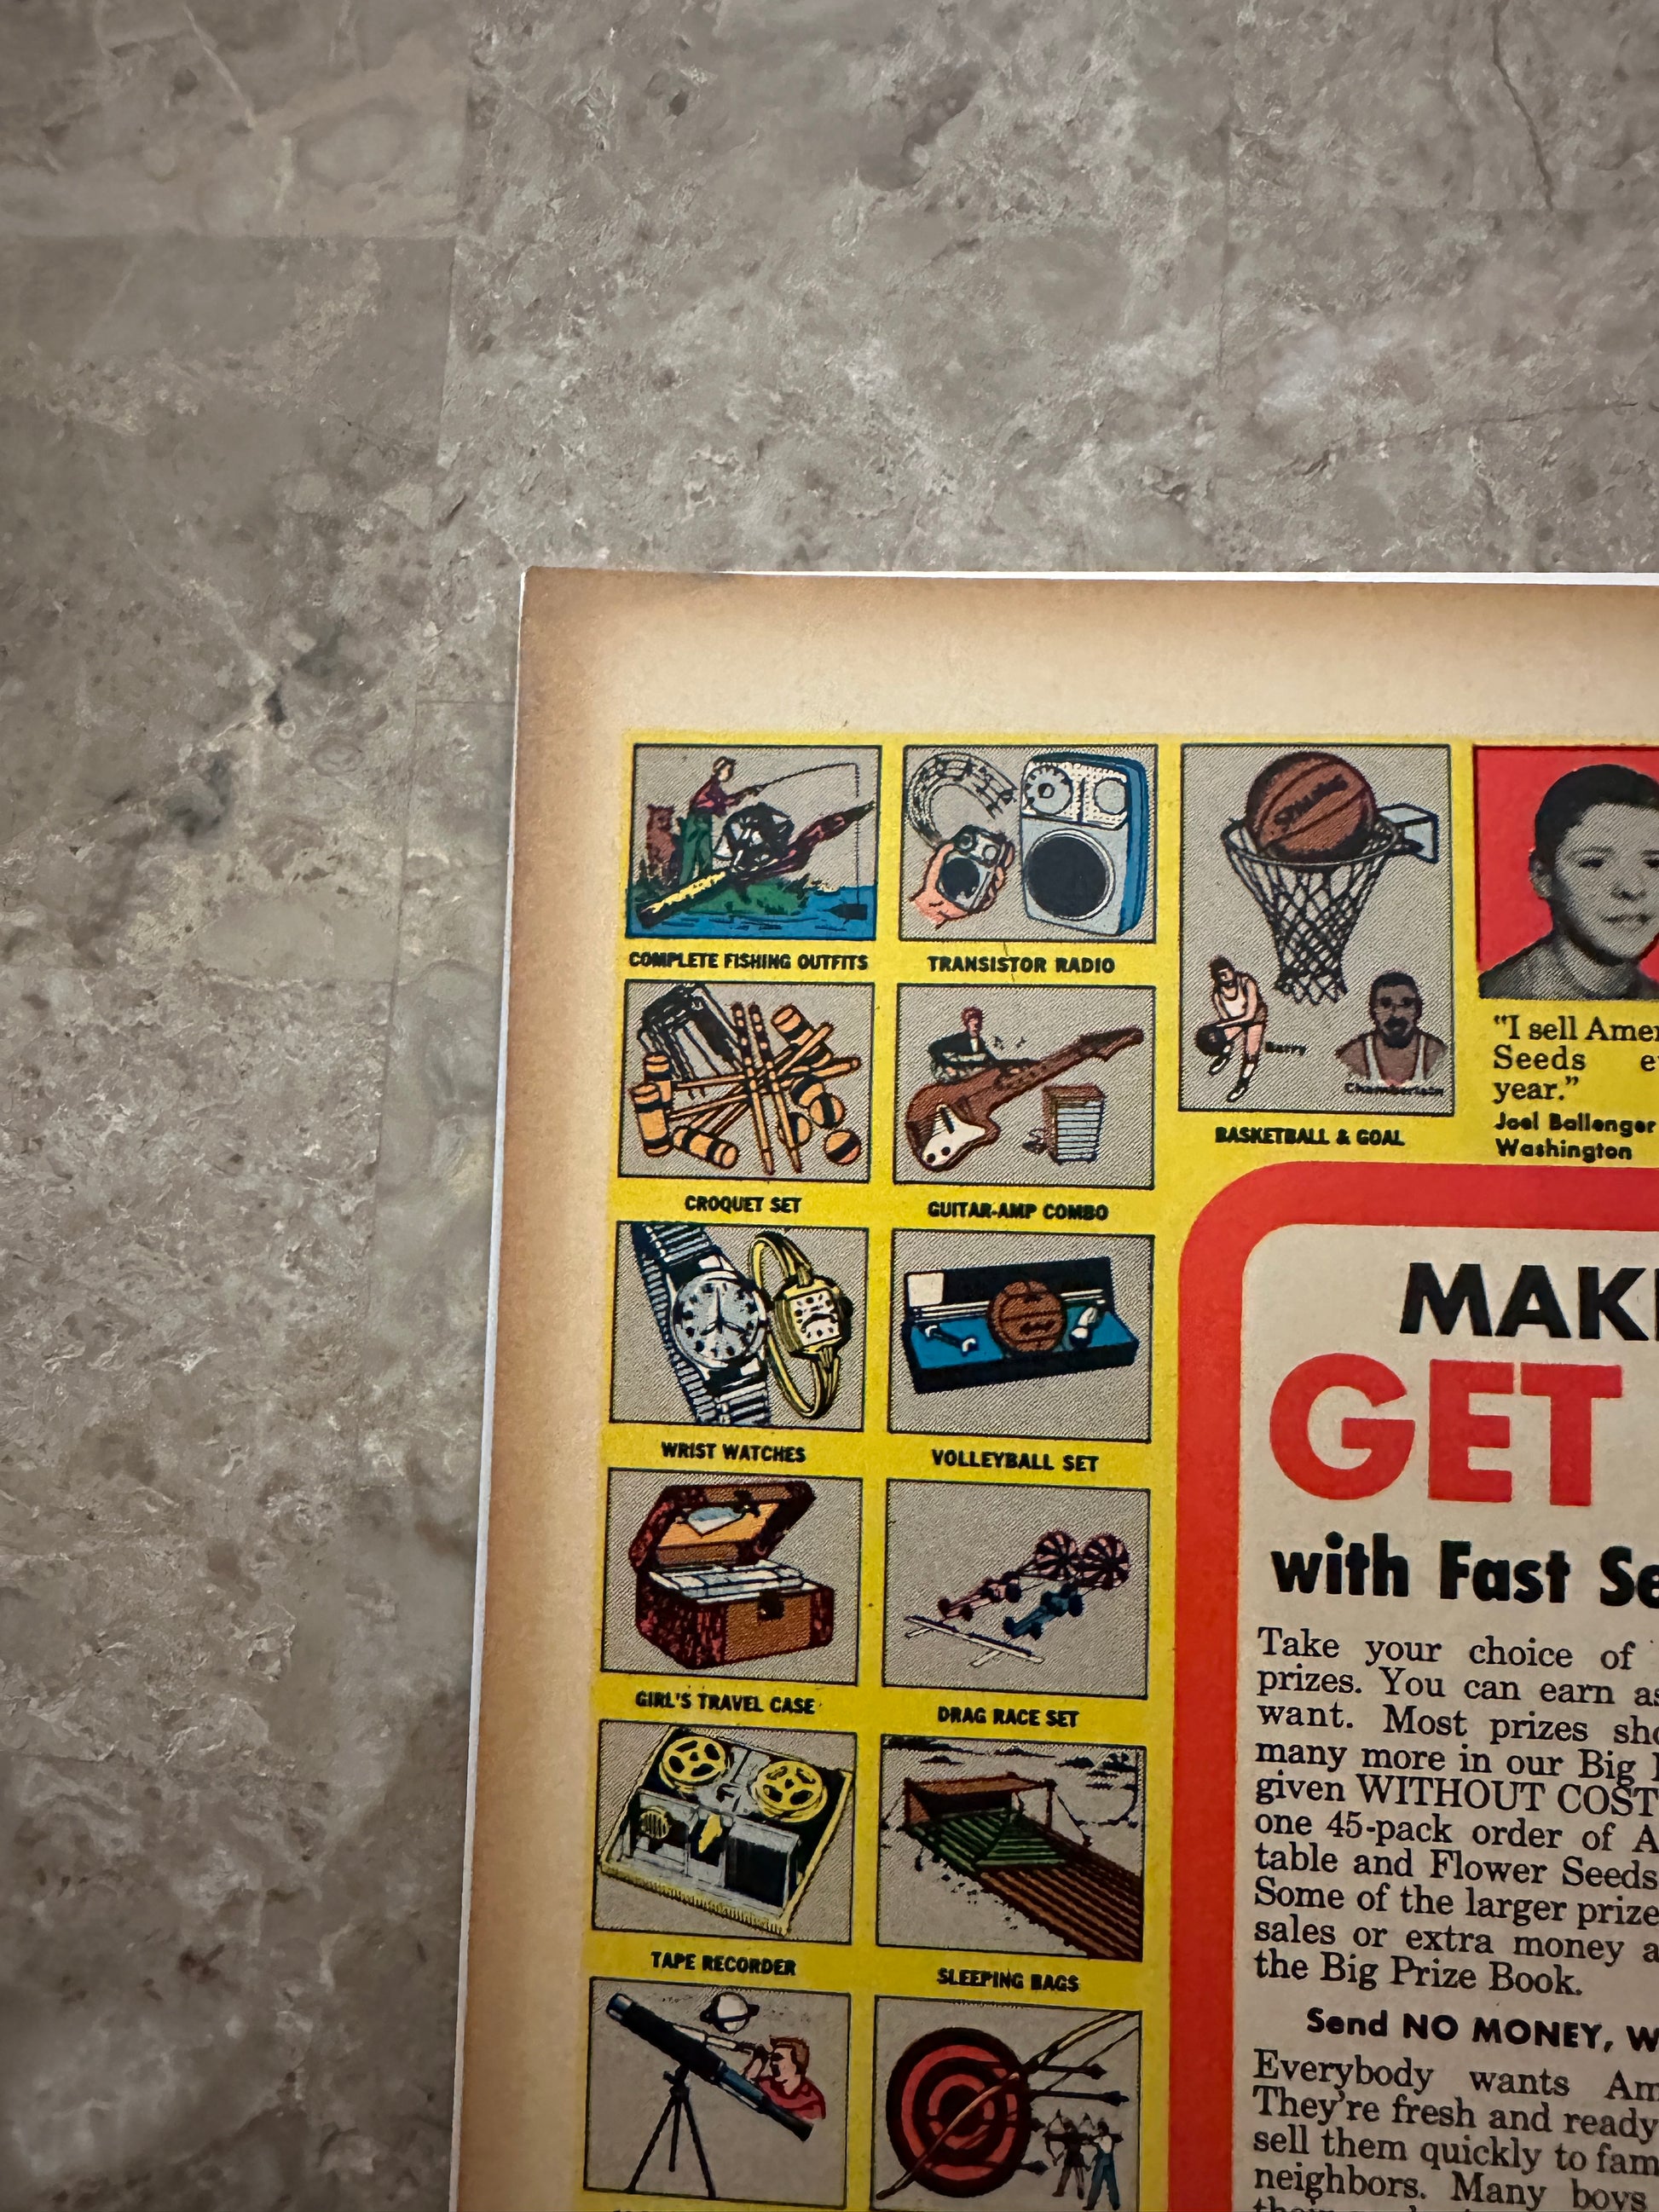 COMPLETE FISHING OUTFITS
TRANSISTOR RADIO
SPALDING
Barry
Chamberlain
BASKETBALL & GOAL
"I sell Amer
Seeds e
year."
Joel Ballenger
Washington
CROQUET SET
GUITAR-AMP COMBO
WRIST WATCHES
VOLLEYBALL SET
GIRL'S TRAVEL CASE
DRAG RACE SET
TAPE RECORDER
SLEEPING BAGS
MAK
GET
with Fast Se
Take your choice of
prizes. You can earn as
want. Most prizes sho
many more in our Big
given WITHOUT COST
one 45-pack order of A
table and Flower Seeds
Some of the larger prize
sales or extra money a
the Big Prize Book.
Send NO MONEY, W
Everybody wants Am
They're fresh and ready
sell them quickly to fam
neighbors. Many boys